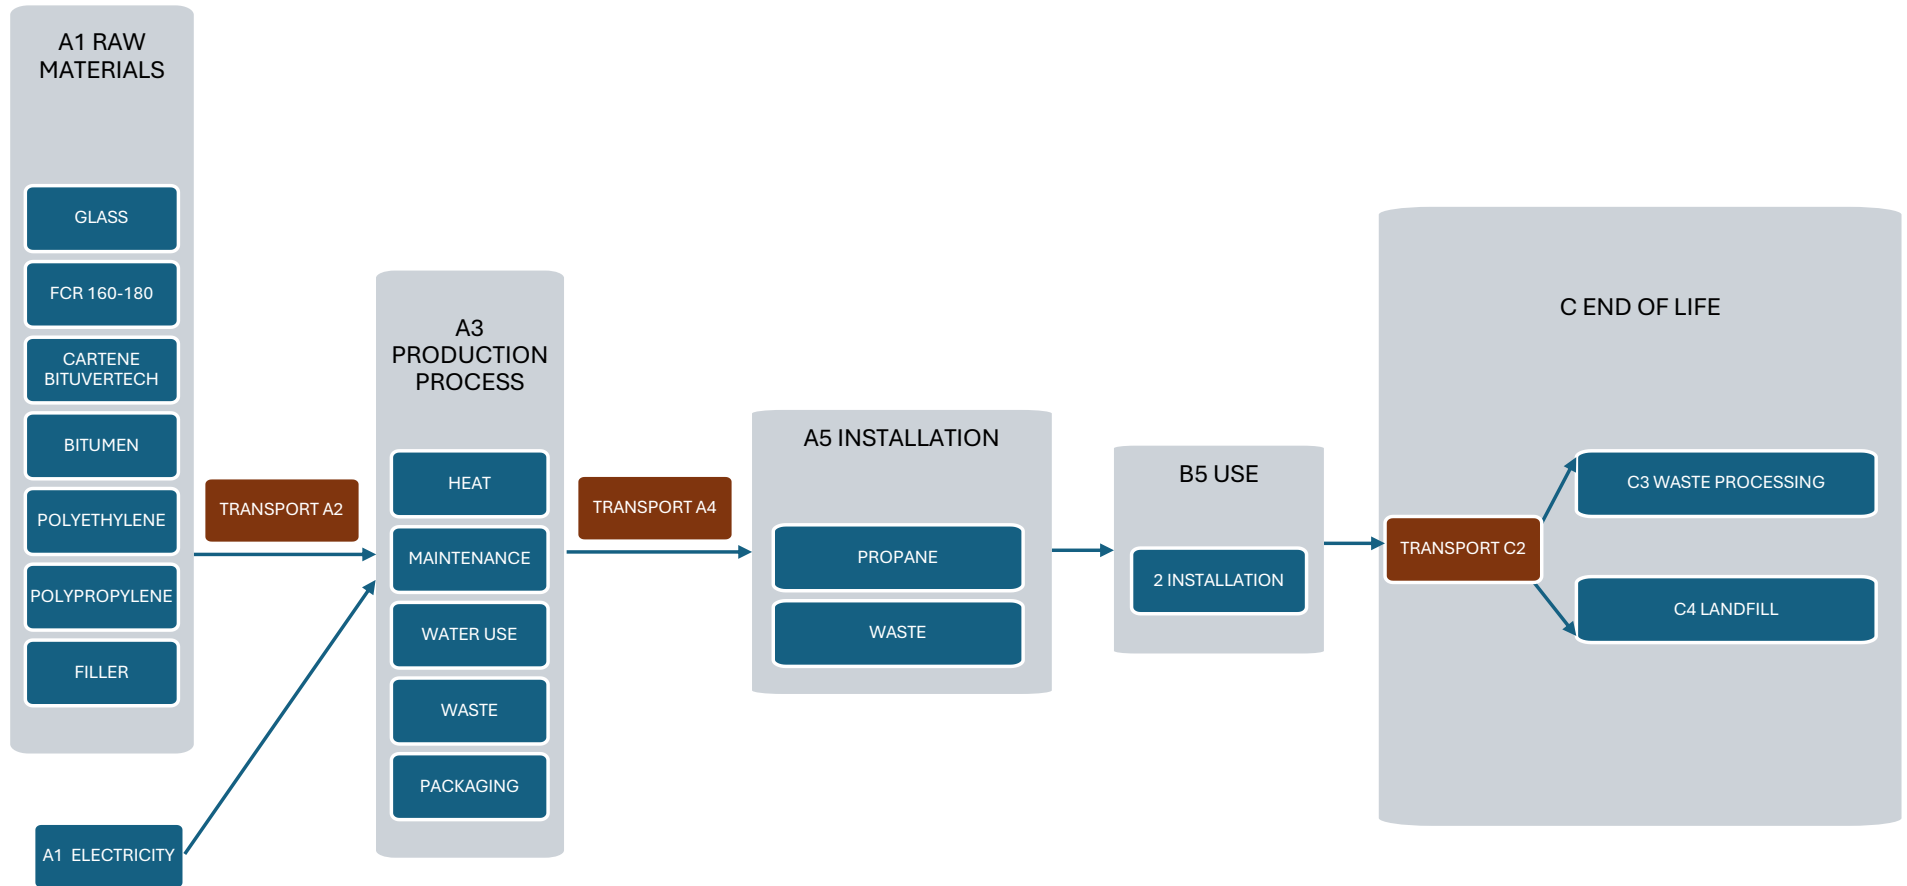 A1 RAW
MATERIALS
GLASS
FCR 160-180
CARTENE
BITUVERTECH
BITUMEN
POLYETHYLENE
POLYPROPYLENE
FILLER
A1  ELECTRICITY
TRANSPORT A2
A3
PRODUCTION
PROCESS
HEAT
MAINTENANCE
WATER USE
WASTE
PACKAGING
TRANSPORT A4
A5 INSTALLATION
PROPANE
WASTE
B5 USE
2 INSTALLATION
C END OF LIFE
TRANSPORT C2
C3 WASTE PROCESSING
C4 LANDFILL